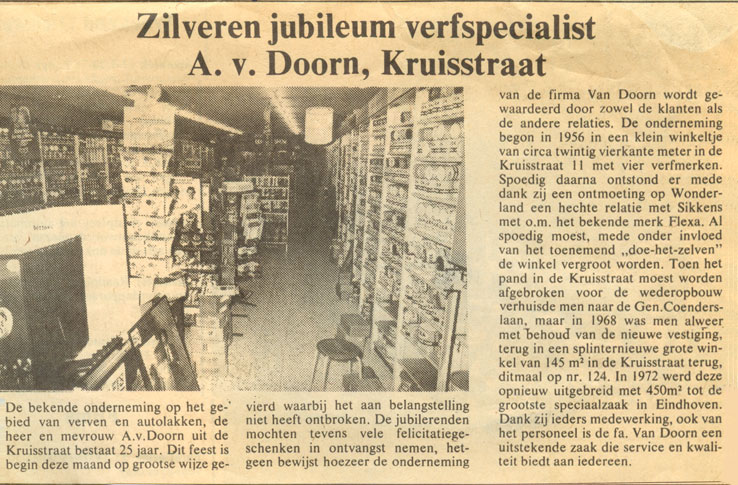 Zilveren jubileum verfspecialist
A. v. Doorn, Kruisstraat
De bekende onderneming op het ge-
bied van verven en autolakken, de
heer en mevrouw A.v.Doorn uit de
Kruisstraat bestaat 25 jaar. Dit feest is
begin deze maand op grootse wijze ge-
vierd waarbij het aan belangstelling
niet heeft ontbroken. De jubilerenden
mochten tevens vele felicitatiege-
schenken in ontvangst nemen, het-
geen bewijst hoezeer de onderneming
van de firma Van Doorn wordt ge-
waardeerd door zowel de klanten als
de andere relaties. De onderneming
begon in 1956 in een klein winkeltje
van circa twintig vierkante meter in de
Kruisstraat 11 met vier verfmerken.
Spoedig daarna ontstond er mede
dank zij een ontmoeting op Wonder-
land een hechte relatie met Sikkens
met o.m. het bekende merk Flexa. Al
spoedig moest, mede onder invloed
van het toenemend „doe-het-zelven”
de winkel vergroot worden. Toen het
pand in de Kruisstraat moest worden
afgebroken voor de wederopbouw
verhuisde men naar de Gen.Coenders-
laan, maar in 1968 was men alweer
met behoud van de nieuwe vestiging,
terug in een splinternieuwe grote win-
kel van 145 m² in de Kruisstraat terug,
ditmaal op nr. 124. In 1972 werd deze
opnieuw uitgebreid met 450m² tot de
grootste speciaalzaak in Eindhoven.
Dank zij ieders medewerking, ook van
het personeel is de fa. Van Doorn een
uitstekende zaak die service en kwali-
teit biedt aan iedereen.